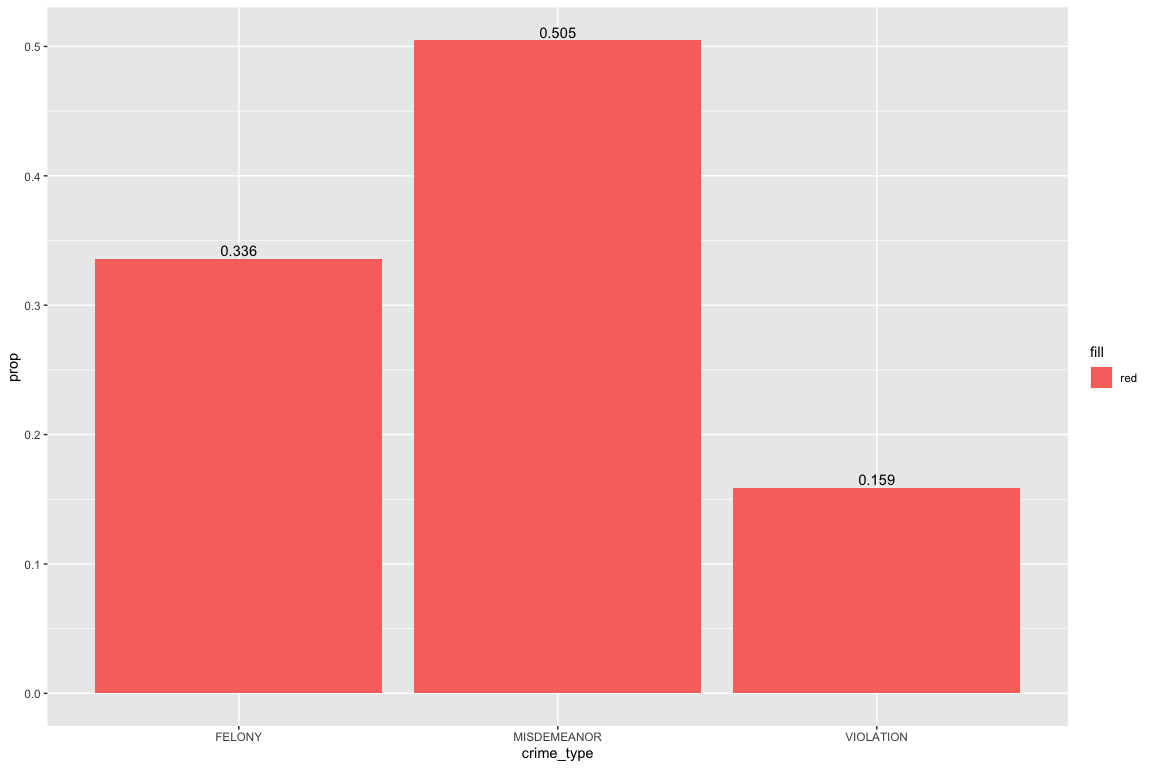 0.505
0.5
0.4
0.336
0.3
prop
0.2
0.159
0.1
0.0
FELONY
MISDEMEANOR
VIOLATION
crime_type
fill
red